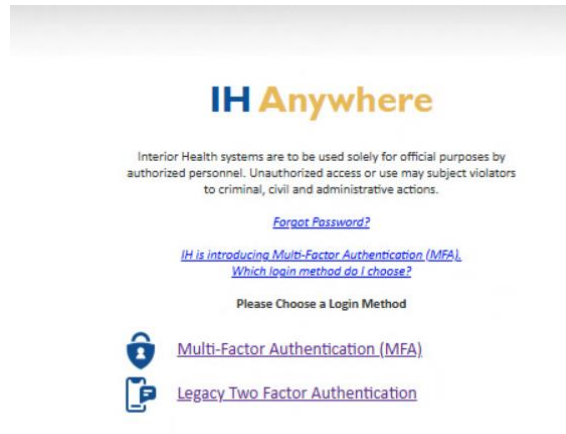 IH Anywhere
Interior Health systems are to be used solely for official purposes by
authorized personnel. Unauthorized access or use may subject violators
to criminal, civil and administrative actions.
Forgot Password?
IH is introducing Multi-Factor Authentication (MFA).
Which login method do I choose?
Please Choose a Login Method
Multi-Factor Authentication (MFA)
Legacy Two Factor Authentication